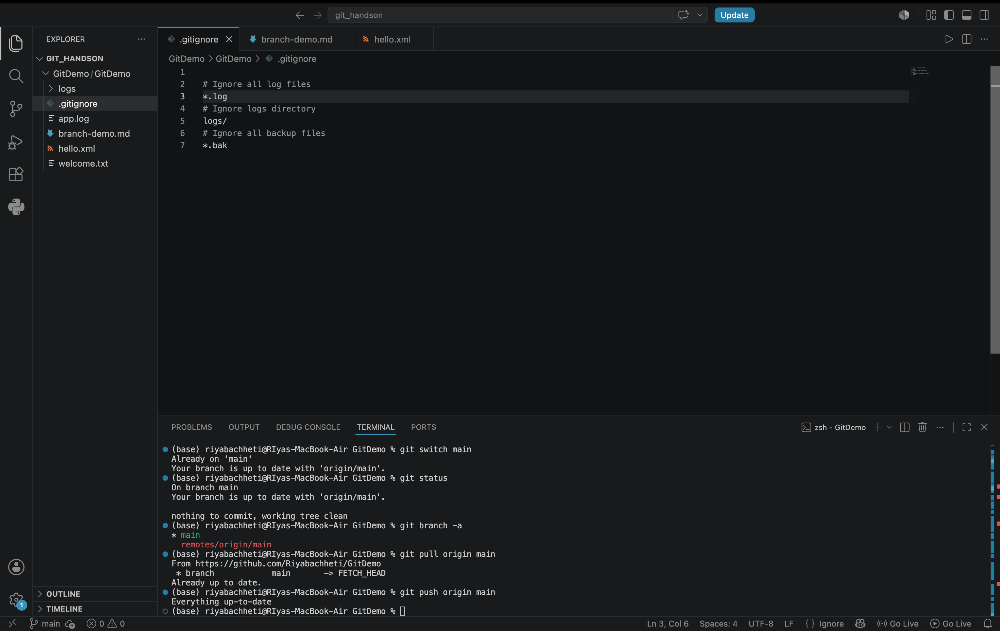 git_handson
Update
EXPLORER
GIT_HANDSON
GitDemo/GitDemo
logs
.gitignore
app.log
branch-demo.md
hello.xml
welcome.txt
OUTLINE
TIMELINE
.gitignore
branch-demo.md
hello.xml
GitDemo > GitDemo > .gitignore
1
2 # Ignore all log files
3 *.log
4 # Ignore logs directory
5 logs/
6 # Ignore all backup files
7 *.bak
PROBLEMS OUTPUT DEBUG CONSOLE TERMINAL PORTS
zsh - GitDemo
(base) riyabachheti@RIyas-MacBook-Air GitDemo % git switch main
Already on 'main'
Your branch is up to date with 'origin/main'.
(base) riyabachheti@RIyas-MacBook-Air GitDemo % git status
On branch main
Your branch is up to date with 'origin/main'.
nothing to commit, working tree clean
(base) riyabachheti@RIyas-MacBook-Air GitDemo % git branch -a
* main
remotes/origin/main
(base) riyabachheti@RIyas-MacBook-Air GitDemo % git pull origin main
From https://github.com/Riyabachheti/GitDemo
* branch main -> FETCH_HEAD
Already up to date.
(base) riyabachheti@RIyas-MacBook-Air GitDemo % git push origin main
Everything up-to-date
(base) riyabachheti@RIyas-MacBook-Air GitDemo %
1
main 0 0 Ln 3, Col 6 Spaces: 4 UTF-8 LF {} Ignore Go Live Go Live